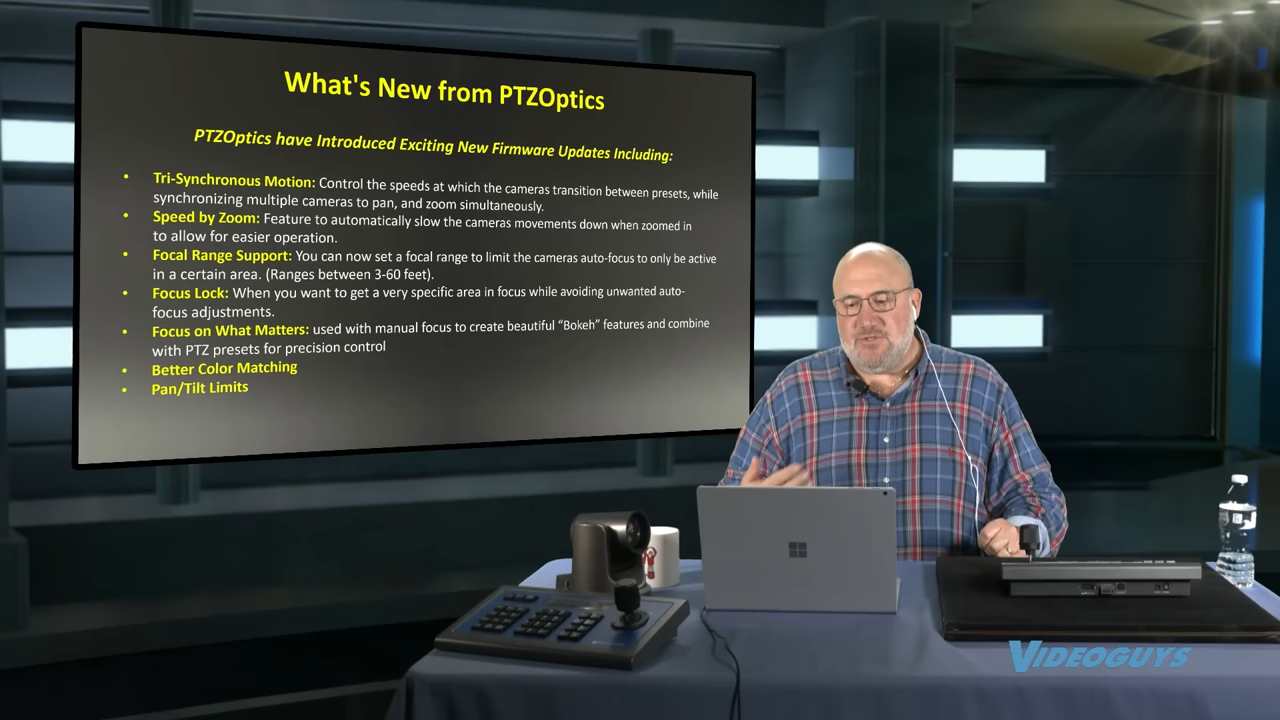 What's New from PTZOptics
PTZOptics have Introduced Exciting New Firmware Updates Including:
• Tri-Synchronous Motion: Control the speeds at which the cameras transition between presets, while
synchronizing multiple cameras to pan, and zoom simultaneously.
• Speed by Zoom: Feature to automatically slow the cameras movements down when zoomed in
to allow for easier operation.
• Focal Range Support: You can now set a focal range to limit the cameras auto-focus to only be active
in a certain area. (Ranges between 3-60 feet).
• Focus Lock: When you want to get a very specific area in focus while avoiding unwanted auto-
focus adjustments.
• Focus on What Matters: used with manual focus to create beautiful “Bokeh” features and combine
with PTZ presets for precision control
• Better Color Matching
• Pan/Tilt Limits
VIDEOGUYS